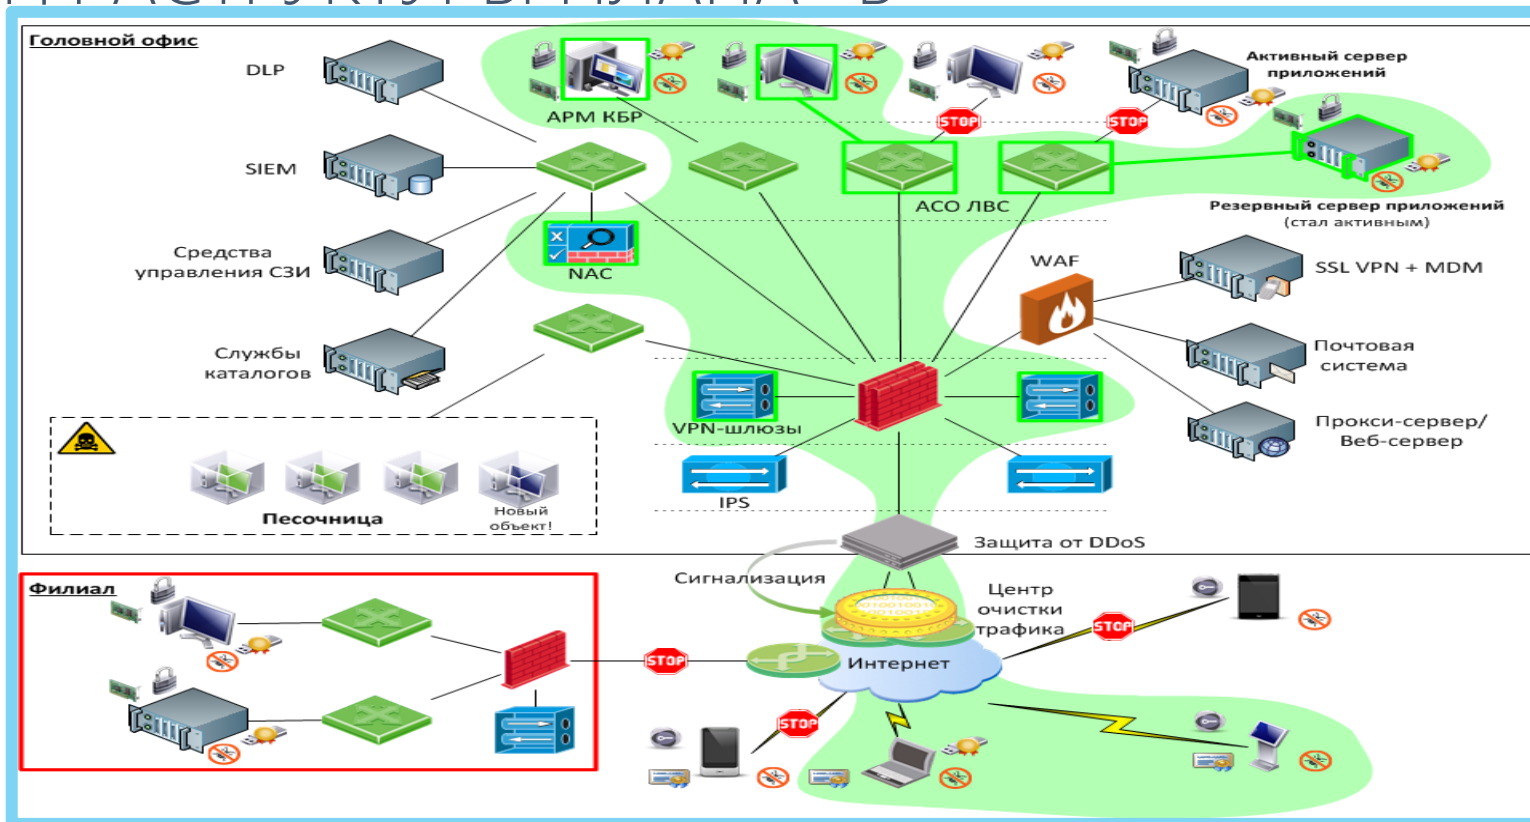 Головной офис
DLP
SIEM
Средства
управления СЗИ
Службы
каталогов
АРМ КБР
STOP
STOP
Активный сервер
приложений
АСО ЛВС
Резервный сервер приложений
(стал активным)
NAC
WAF
SSL VPN + MDM
Почтовая
система
Прокси-сервер/
Веб-сервер
VPN-шлюзы
IPS
Песочница
Новый
объект!
Защита от DDoS
Филиал
Сигнализация
Центр
очистки
трафика
STOP
STOP
Интернет
STOP